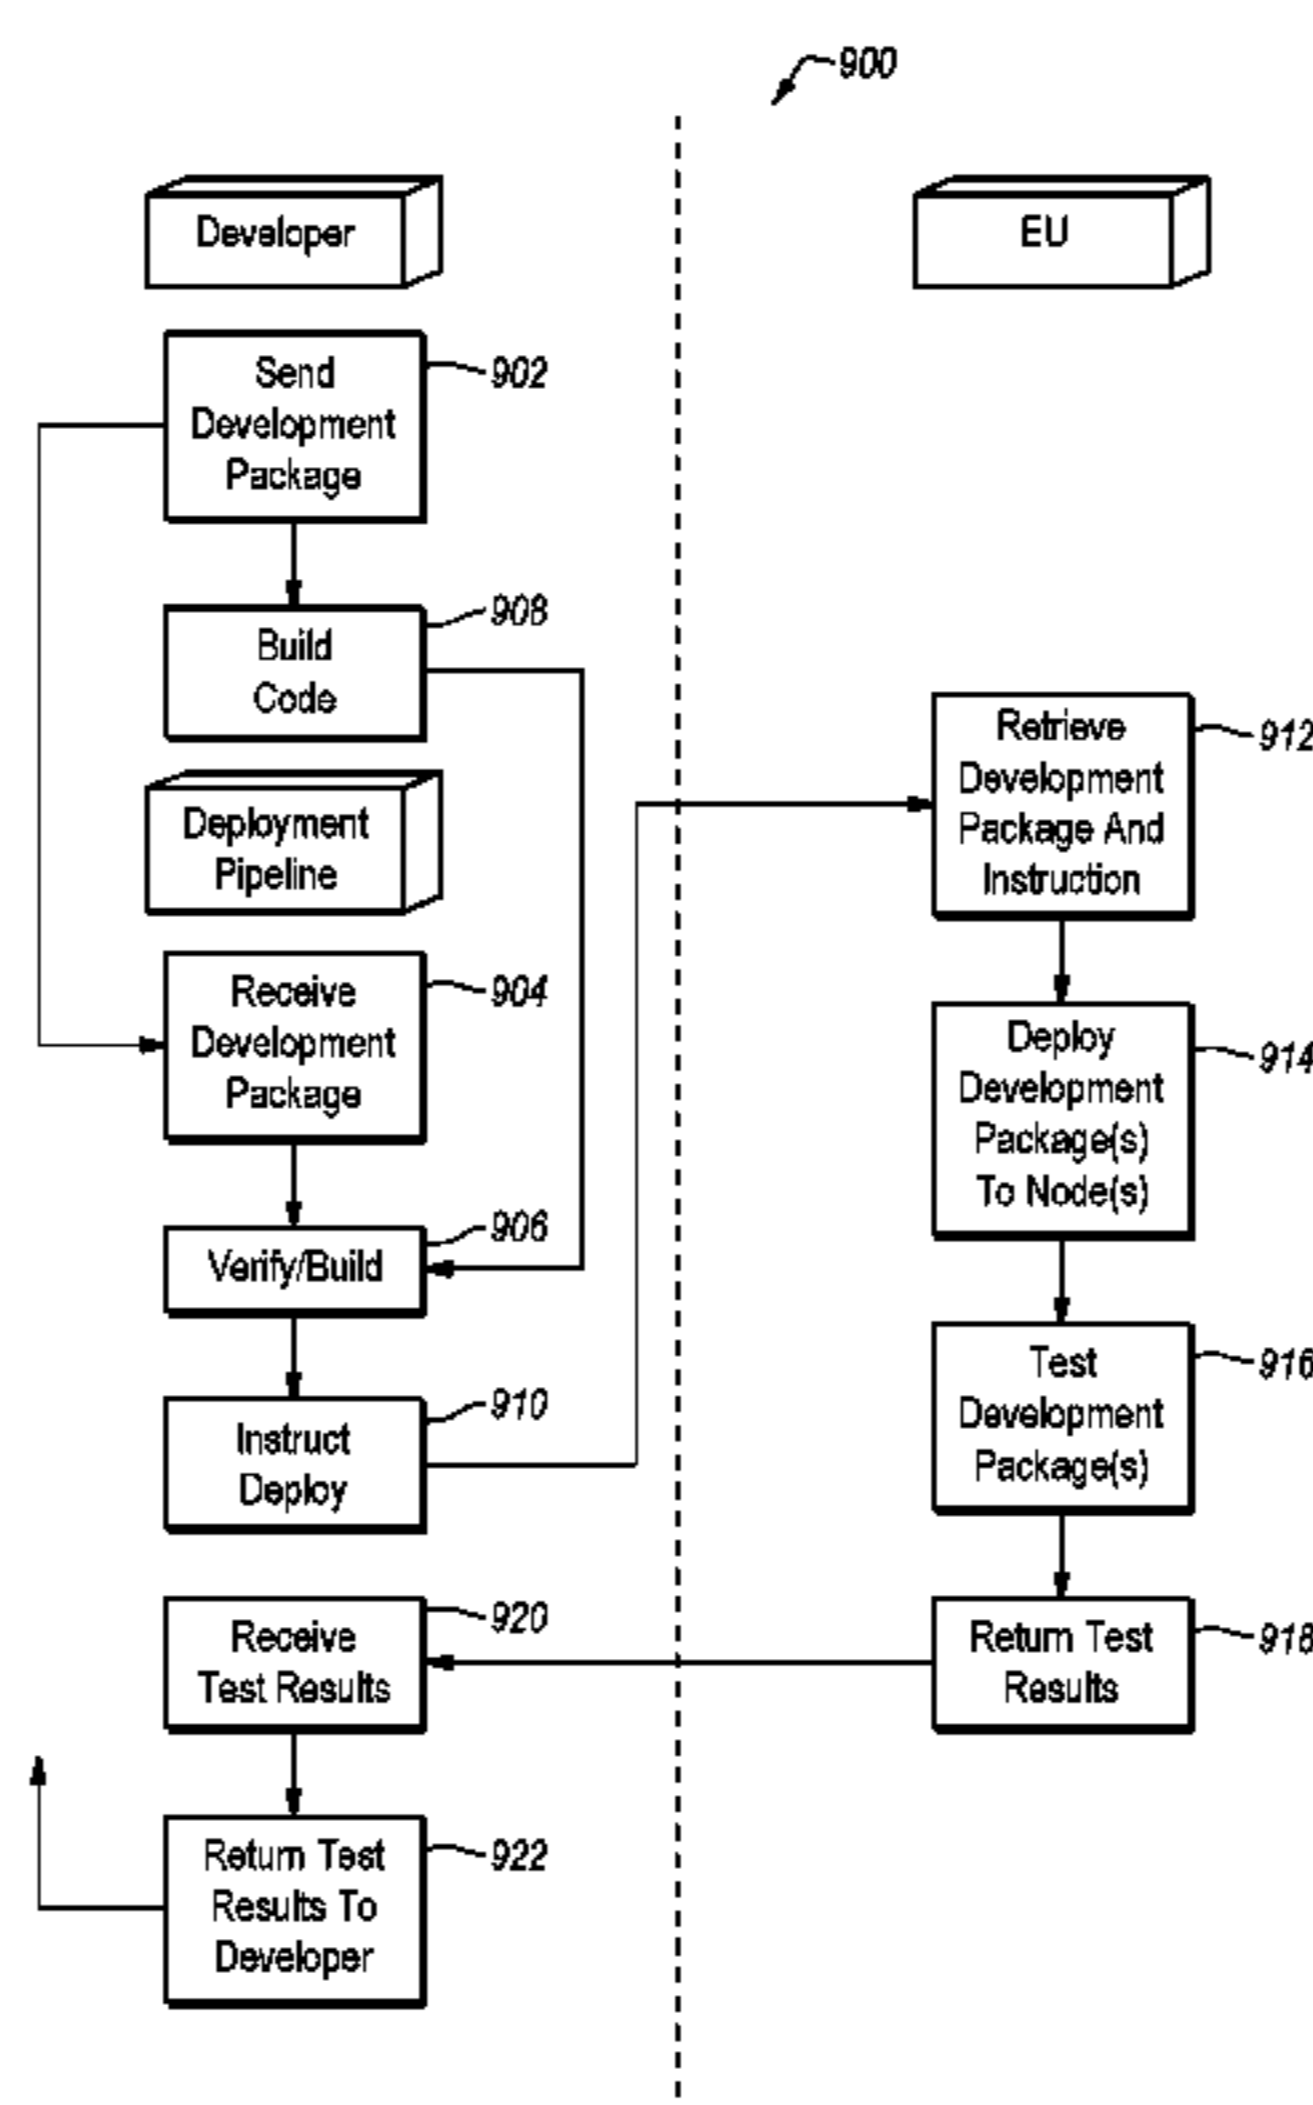 900
Developer
EU
Send
Development
Package
902
Build
Code
908
Deployment
Pipeline
Receive
Development
Package
904
Verify/Build
906
Instruct
Deploy
910
Retrieve
Development
Package And
Instruction
912
Deploy
Development
Package(s)
To Node(s)
914
Test
Development
Package(s)
916
Return Test
Results
918
Receive
Test Results
920
Return Test
Results To
Developer
922